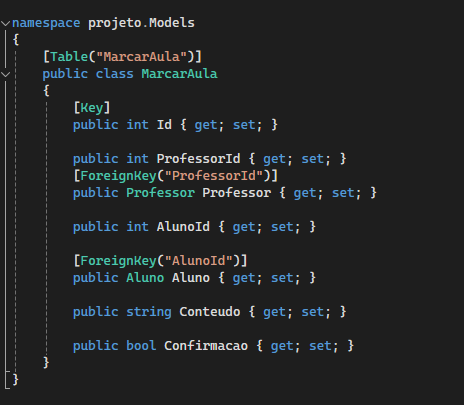 namespace projeto.Models
{
[Table("MarcarAula")]
public class MarcarAula
{
[Key]
public int Id { get; set; }
public int ProfessorId { get; set; }
[ForeignKey("ProfessorId")]
public Professor Professor { get; set; }
public int AlunoId { get; set; }
[ForeignKey("AlunoId")]
public Aluno Aluno { get; set; }
public string Conteudo { get; set; }
public bool Confirmacao { get; set; }
}
}